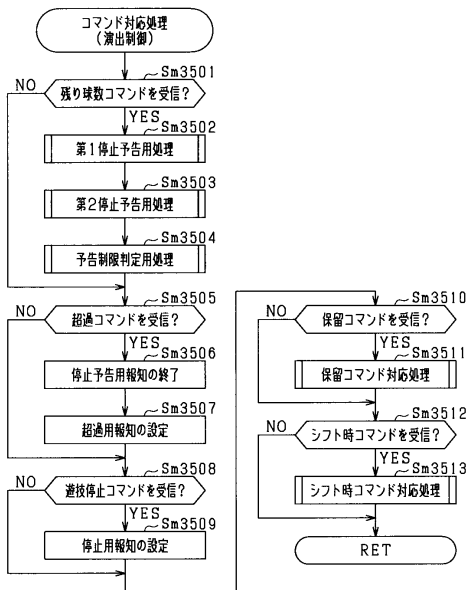 コマンド対応処理
(演出制御)
Sm3501
NO
残り球数コマンドを受信?
YES
Sm3502
第1停止予告用処理
Sm3503
第2停止予告用処理
Sm3504
予告制限判定用処理
Sm3505
NO
超過コマンドを受信?
YES
Sm3506
停止予告用報知の終了
Sm3507
超過用報知の設定
Sm3508
NO
遊技停止コマンドを受信?
YES
Sm3509
停止用報知の設定
Sm3510
NO
保留コマンドを受信?
YES
Sm3511
保留コマンド対応処理
Sm3512
NO
シフト時コマンドを受信?
YES
Sm3513
シフト時コマンド対応処理
RET